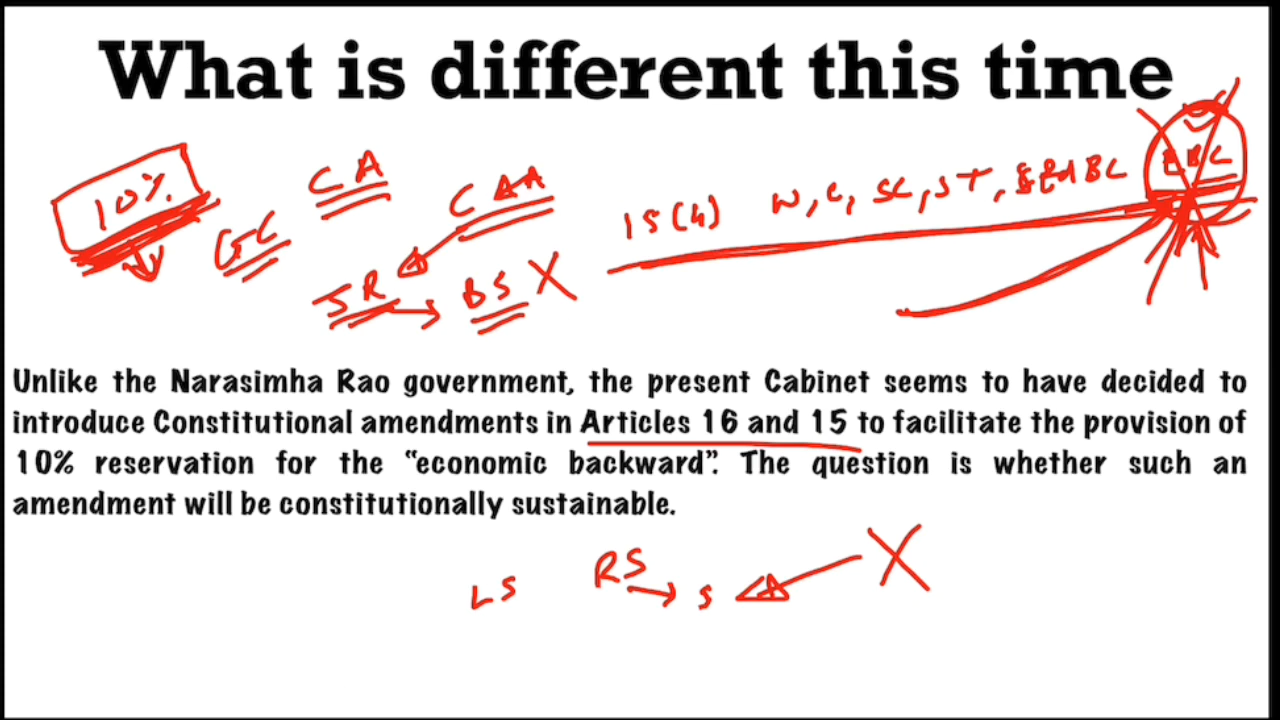 What is different this time
10% GC
CA
CAA
JR → BS X
15(4) W, C, SC, ST, S&EdBC EBC
Unlike the Narasimha Rao government, the present Cabinet seems to have decided to
introduce Constitutional amendments in Articles 16 and 15 to facilitate the provision of
10% reservation for the “economic backward”. The question is whether such an
amendment will be constitutionally sustainable.
LS RS → S X